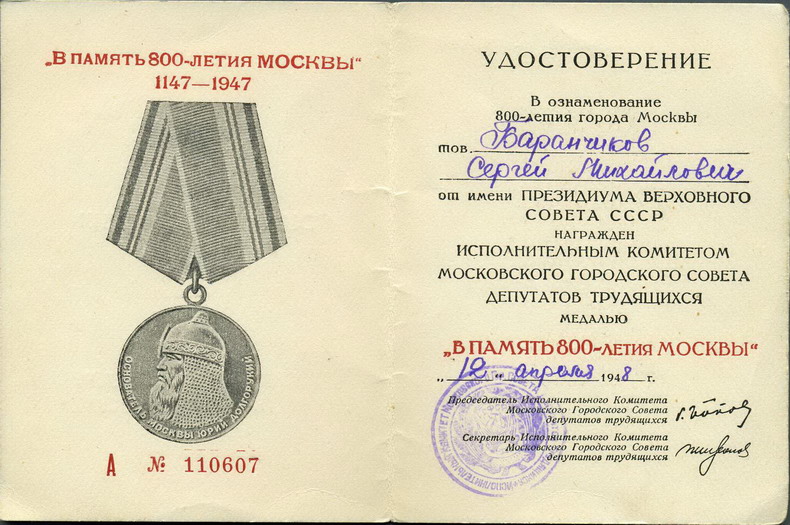 „В ПАМЯТЬ 800-ЛЕТИЯ МОСКВЫ“
1147—1947
ОСНОВАТЕЛЬ МОСКВЫ ЮРИЙ ДОЛГОРУКИЙ
А № 110607
УДОСТОВЕРЕНИЕ
В ознаменование
800-летия города Москвы
тов. Баранчиков
Сергей Михайлович
от имени ПРЕЗИДИУМА ВЕРХОВНОГО
СОВЕТА СССР
НАГРАЖДЕН
ИСПОЛНИТЕЛЬНЫМ КОМИТЕТОМ
МОСКОВСКОГО ГОРОДСКОГО СОВЕТА
ДЕПУТАТОВ ТРУДЯЩИХСЯ
МЕДАЛЬЮ
„В ПАМЯТЬ 800-ЛЕТИЯ МОСКВЫ“
„12“ апреля 1948 г.
Председатель Исполнительного Комитета
Московского Городского Совета
депутатов трудящихся
Секретарь Исполнительного Комитета
Московского Городского Совета
депутатов трудящихся